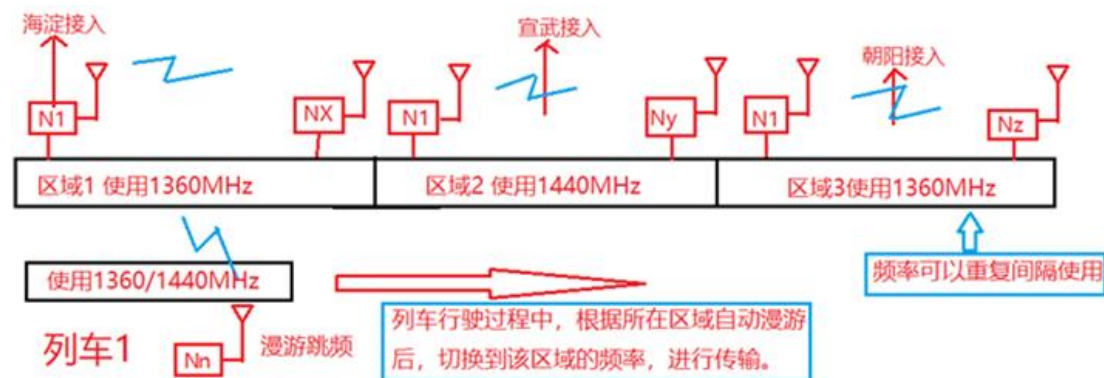 海淀接入
宣武接入
朝阳接入
N1
NX
N1
Ny
N1
Nz
区域1 使用1360MHz
区域2 使用1440MHz
区域3使用1360MHz
使用1360/1440MHz
频率可以重复间隔使用
列车1
Nn
漫游跳频
列车行驶过程中，根据所在区域自动漫游
后，切换到该区域的频率，进行传输。